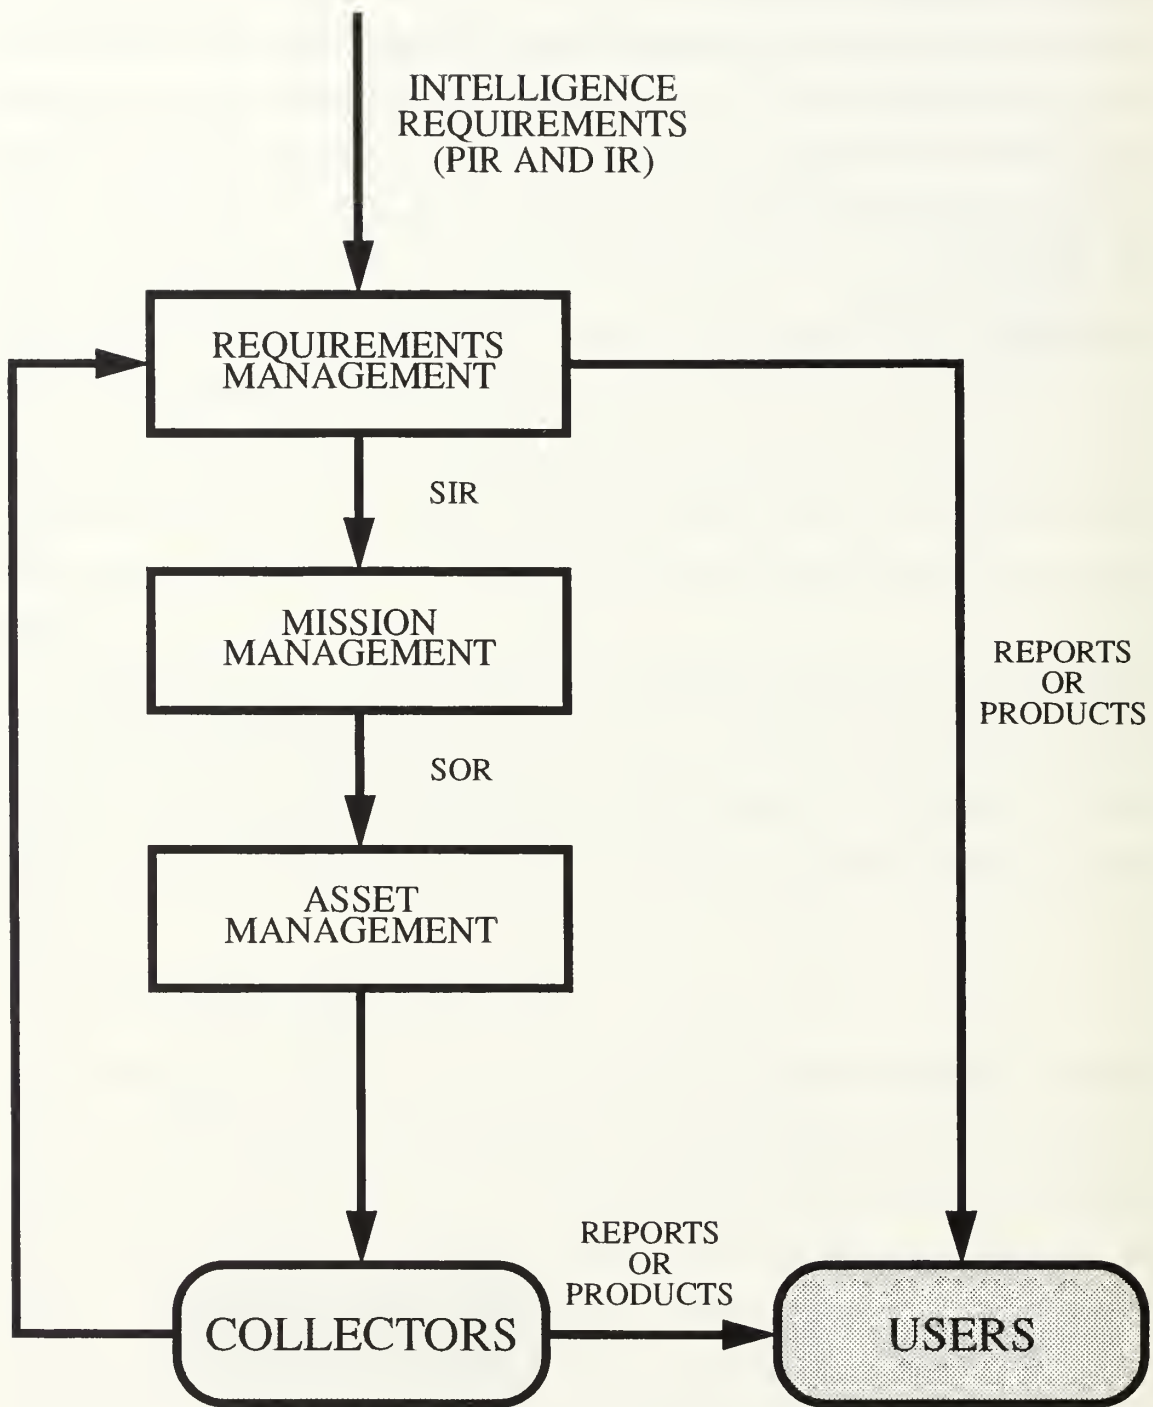 INTELLIGENCE
REQUIREMENTS
(PIR AND IR)
REQUIREMENTS
MANAGEMENT
SIR
MISSION
MANAGEMENT
REPORTS
OR
PRODUCTS
SOR
ASSET
MANAGEMENT
REPORTS
OR
PRODUCTS
COLLECTORS
USERS